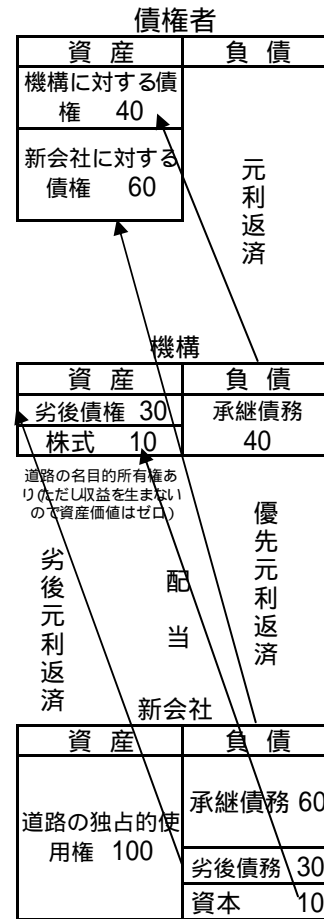 債権者
資 産 負 債
機構に対する債
権 40
新会社に対する
債権 60
元利返済
機構
資 産 負 債
劣後債権 30 承継債務
株式 10 40
道路の名目的所有権あ
り(ただし収益を生まない
ので資産価値はゼロ)
劣後元利返済
配当
優先元利返済
新会社
資 産 負 債
道路の独占的使
用権 100
承継債務 60
劣後債務 30
資本 10